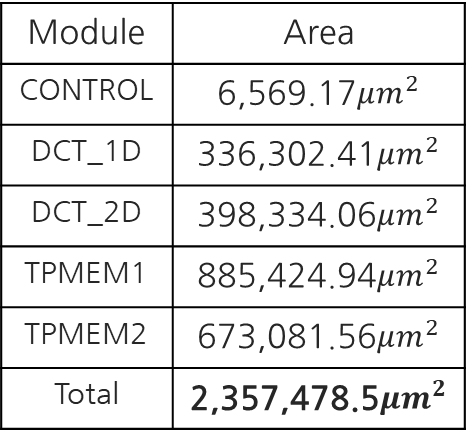 Module Area
CONTROL 6,569.17μm²
DCT_1D 336,302.41μm²
DCT_2D 398,334.06μm²
TPMEM1 885,424.94μm²
TPMEM2 673,081.56μm²
Total 2,357,478.5μm²